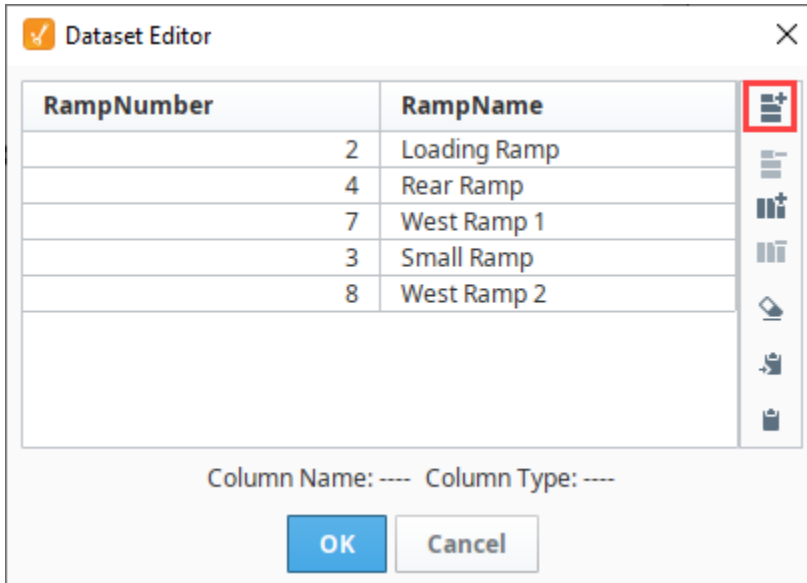 Dataset Editor
RampNumber RampName
2 Loading Ramp
4 Rear Ramp
7 West Ramp 1
3 Small Ramp
8 West Ramp 2
Column Name: ---- Column Type: ----
OK Cancel